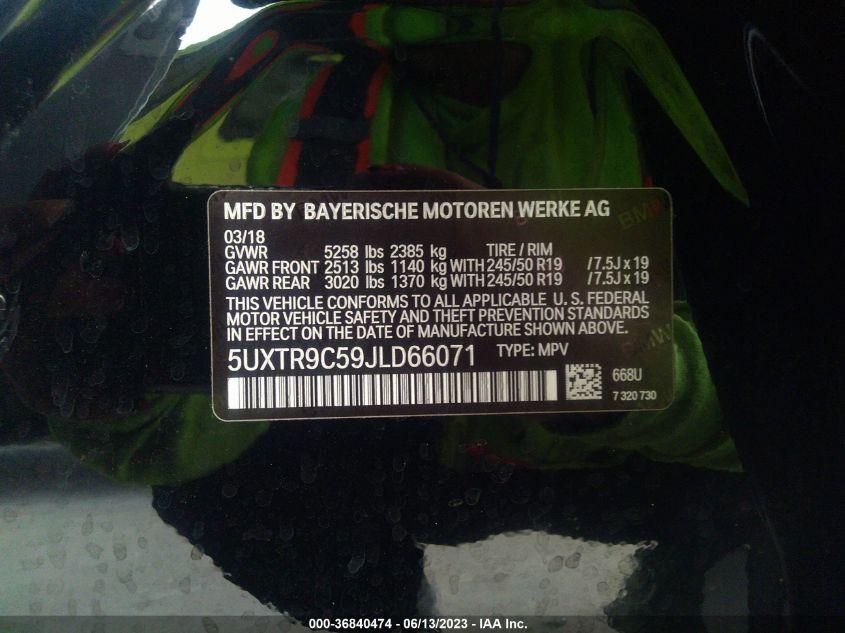 MFD BY BAYERISCHE MOTOREN WERKE AG
03/18
GVWR 5258 lbs 2385 kg TIRE / RIM
GAWR FRONT 2513 lbs 1140 kg WITH 245/50 R19 / 7.5J x 19
GAWR REAR 3020 lbs 1370 kg WITH 245/50 R19 / 7.5J x 19
THIS VEHICLE CONFORMS TO ALL APPLICABLE U. S. FEDERAL
MOTOR VEHICLE SAFETY AND THEFT PREVENTION STANDARDS
IN EFFECT ON THE DATE OF MANUFACTURE SHOWN ABOVE.
5UXTR9C59JLD66071 TYPE: MPV
668U
7 320 730
000-36840474 - 06/13/2023 - IAA Inc.